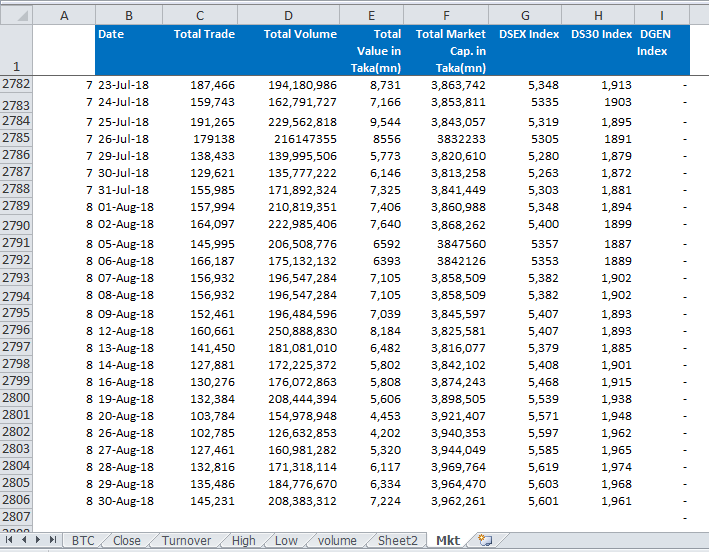 A B C D E F G H I
1 Date Total Trade Total Volume Total Value in Taka(mn) Total Market Cap. in Taka(mn) DSEX Index DS30 Index DGEN Index
2782 7 23-Jul-18 187,466 194,180,986 8,731 3,863,742 5,348 1,913 -
2783 7 24-Jul-18 159,743 162,791,727 7,166 3,853,811 5335 1903 -
2784 7 25-Jul-18 191,265 229,562,818 9,544 3,843,057 5,319 1,895 -
2785 7 26-Jul-18 179138 216147355 8556 3832233 5305 1891 -
2786 7 29-Jul-18 138,433 139,995,506 5,773 3,820,610 5,280 1,879 -
2787 7 30-Jul-18 129,621 135,777,222 6,146 3,813,258 5,263 1,872 -
2788 7 31-Jul-18 155,985 171,892,324 7,325 3,841,449 5,303 1,881 -
2789 8 01-Aug-18 157,994 210,819,351 7,406 3,860,988 5,348 1,894 -
2790 8 02-Aug-18 164,097 222,985,406 7,640 3,868,262 5,400 1899 -
2791 8 05-Aug-18 145,995 206,508,776 6592 3847560 5357 1887 -
2792 8 06-Aug-18 166,187 175,132,132 6393 3842126 5353 1889 -
2793 8 07-Aug-18 156,932 196,547,284 7,105 3,858,509 5,382 1,902 -
2794 8 08-Aug-18 156,932 196,547,284 7,105 3,858,509 5,382 1,902 -
2795 8 09-Aug-18 152,461 196,484,596 7,039 3,845,597 5,407 1,893 -
2796 8 12-Aug-18 160,661 250,888,830 8,184 3,825,581 5,407 1,893 -
2797 8 13-Aug-18 141,450 181,081,010 6,482 3,816,077 5,379 1,885 -
2798 8 14-Aug-18 127,881 172,225,372 5,802 3,842,102 5,408 1,901 -
2799 8 16-Aug-18 130,276 176,072,863 5,808 3,874,243 5,468 1,915 -
2800 8 19-Aug-18 132,384 208,444,394 5,606 3,898,505 5,539 1,938 -
2801 8 20-Aug-18 103,784 154,978,948 4,453 3,921,407 5,571 1,948 -
2802 8 26-Aug-18 102,785 126,632,853 4,202 3,940,353 5,597 1,962 -
2803 8 27-Aug-18 127,461 160,981,282 5,320 3,944,049 5,585 1,965 -
2804 8 28-Aug-18 132,816 171,318,114 6,117 3,969,764 5,619 1,974 -
2805 8 29-Aug-18 135,486 184,776,670 6,334 3,964,470 5,603 1,968 -
2806 8 30-Aug-18 145,231 208,383,312 7,224 3,962,261 5,601 1,961 -
2807 -
BTC Close Turnover High Low volume Sheet2 Mkt